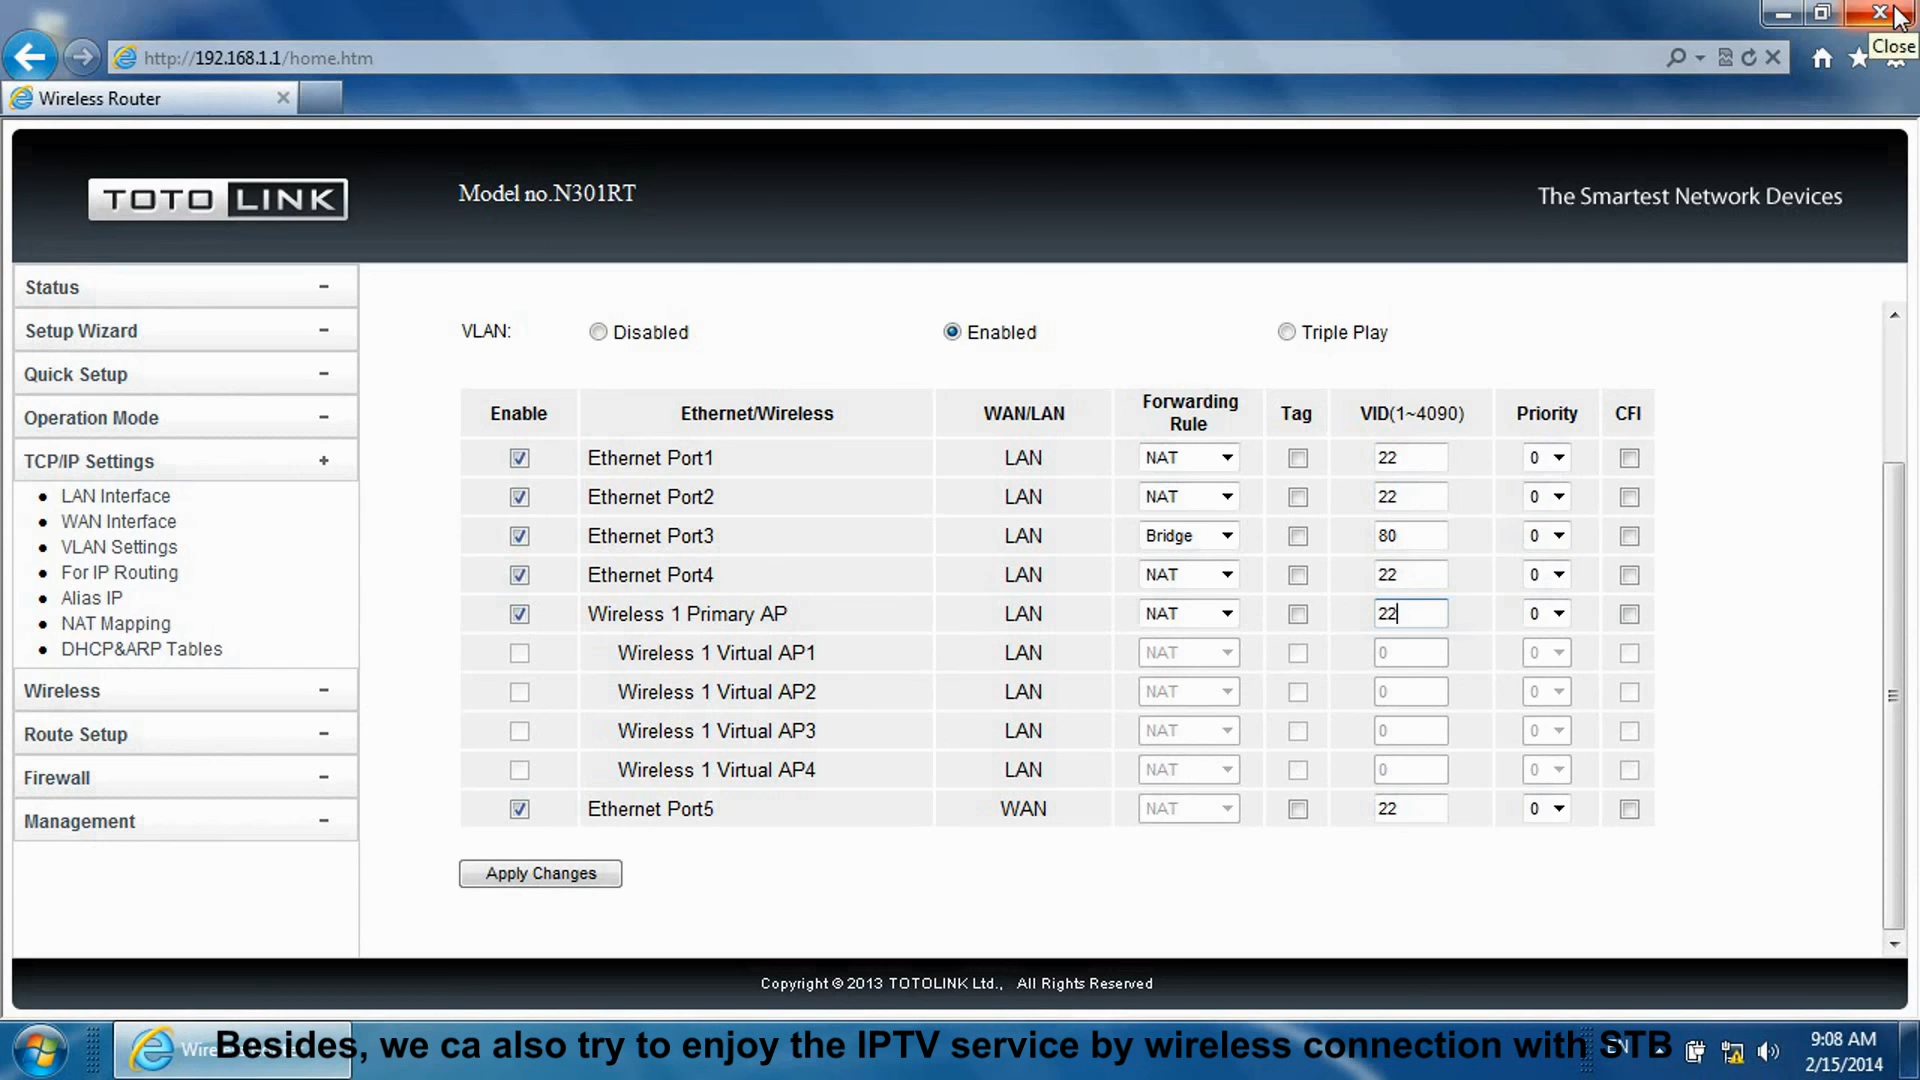 Close
http://192.168.1.1/home.htm
Wireless Router
TOTO LINK
Model no.N301RT
The Smartest Network Devices
Status
Setup Wizard
Quick Setup
Operation Mode
TCP/IP Settings
LAN Interface
WAN Interface
VLAN Settings
For IP Routing
Alias IP
NAT Mapping
DHCP&ARP Tables
Wireless
Route Setup
Firewall
Management
VLAN: Disabled Enabled Triple Play
Enable Ethernet/Wireless WAN/LAN Forwarding Rule Tag VID(1~4090) Priority CFI
Ethernet Port1 LAN NAT 22 0
Ethernet Port2 LAN NAT 22 0
Ethernet Port3 LAN Bridge 80 0
Ethernet Port4 LAN NAT 22 0
Wireless 1 Primary AP LAN NAT 22 0
Wireless 1 Virtual AP1 LAN NAT 0 0
Wireless 1 Virtual AP2 LAN NAT 0 0
Wireless 1 Virtual AP3 LAN NAT 0 0
Wireless 1 Virtual AP4 LAN NAT 0 0
Ethernet Port5 WAN NAT 22 0
Apply Changes
Copyright © 2013 TOTOLINK Ltd., All Rights Reserved
Besides, we ca also try to enjoy the IPTV service by wireless connection with STB
EN
9:08 AM
2/15/2014